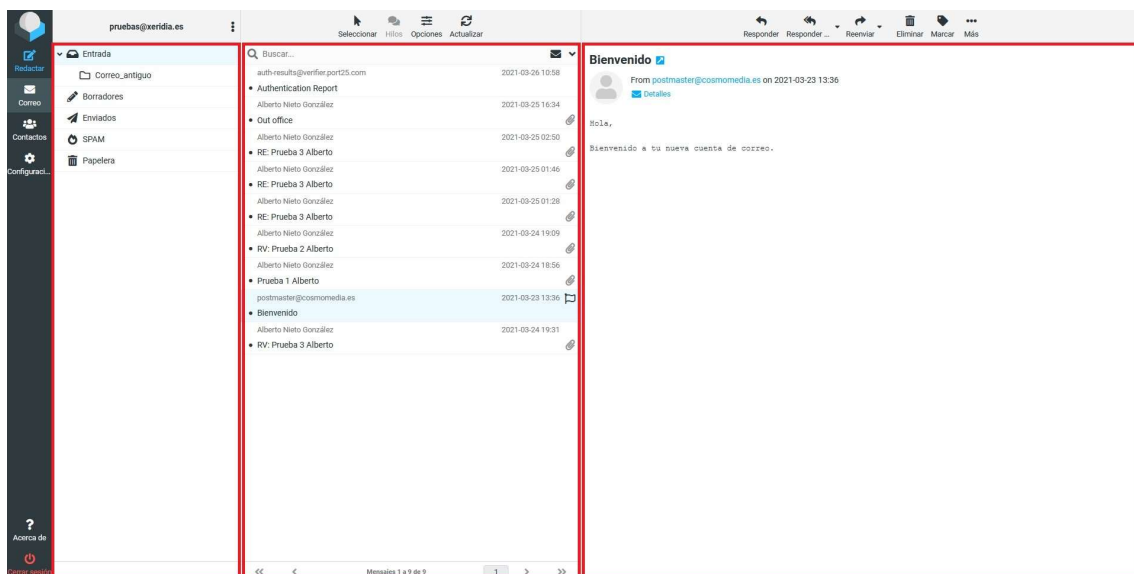 pruebas@xeridia.es
Seleccionar Hilos Opciones Actualizar
Responder Responder ... Reenviar Eliminar Marcar Más
Redactar
Correo
Contactos
Configuraci...
Acerca de
Cerrar sesión
Entrada
Correo_antiguo
Borradores
Enviados
SPAM
Papelera
Buscar...
auth-results@verifier.port25.com 2021-03-26 10:58
• Authentication Report
Alberto Nieto González 2021-03-25 16:34
• Out office
Alberto Nieto González 2021-03-25 02:50
• RE: Prueba 3 Alberto
Alberto Nieto González 2021-03-25 01:46
• RE: Prueba 3 Alberto
Alberto Nieto González 2021-03-25 01:28
• RE: Prueba 3 Alberto
Alberto Nieto González 2021-03-24 19:09
• RV: Prueba 2 Alberto
Alberto Nieto González 2021-03-24 18:56
• Prueba 1 Alberto
postmaster@cosmomedia.es 2021-03-23 13:36
• Bienvenido
Alberto Nieto González 2021-03-24 19:31
• RV: Prueba 3 Alberto
Mensajes 1 a 9 de 9 1
Bienvenido
From postmaster@cosmomedia.es on 2021-03-23 13:36
Detalles
Hola,
Bienvenido a tu nueva cuenta de correo.